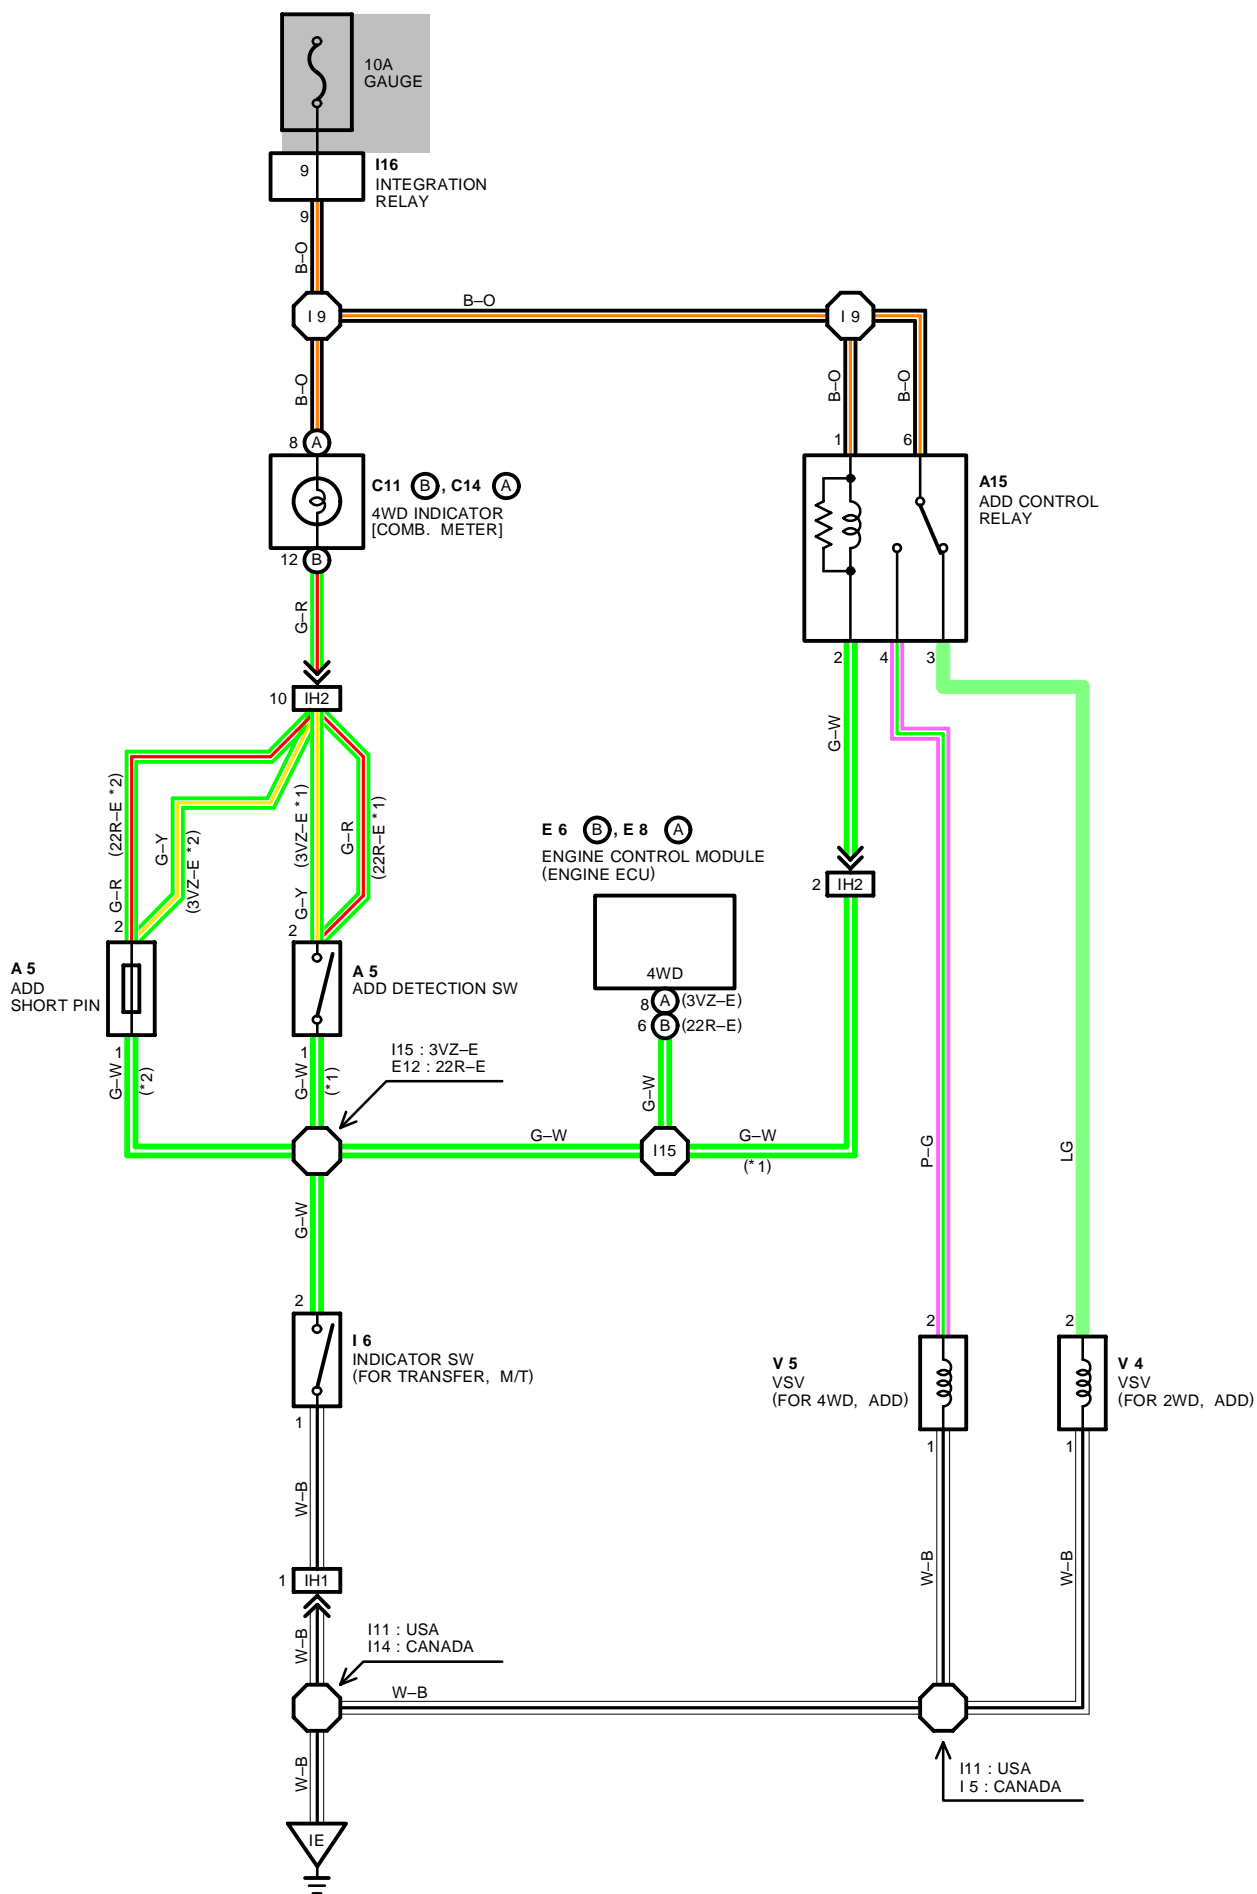 10A
GAUGE
9
I16
INTEGRATION
RELAY
9
B–O
I 9
B–O
I 9
B–O
B–O
B–O
8 A
1
6
C11 B , C14 A
4WD INDICATOR
[COMB. METER]
A15
ADD CONTROL
RELAY
12 B
G–R
2
4
3
10 IH2
G–W
(22R–E *2)
G–R
G–Y
(3VZ–E *2)
(3VZ–E *1)
G–Y
G–R
(22R–E *1)
E 6 B , E 8 A
ENGINE CONTROL MODULE
(ENGINE ECU)
2 IH2
2
2
4WD
A 5
ADD
SHORT PIN
A 5
ADD DETECTION SW
8 A (3VZ–E)
6 B (22R–E)
1
1
G–W
(*2)
G–W
(*1)
I15 : 3VZ–E
E12 : 22R–E
G–W
G–W
I15
G–W
(*1)
P–G
LG
G–W
2
2
2
I 6
INDICATOR SW
(FOR TRANSFER, M/T)
V 5
VSV
(FOR 4WD, ADD)
V 4
VSV
(FOR 2WD, ADD)
1
1
1
W–B
W–B
W–B
1 IH1
W–B
I11 : USA
I14 : CANADA
W–B
W–B
I11 : USA
I 5 : CANADA
IE